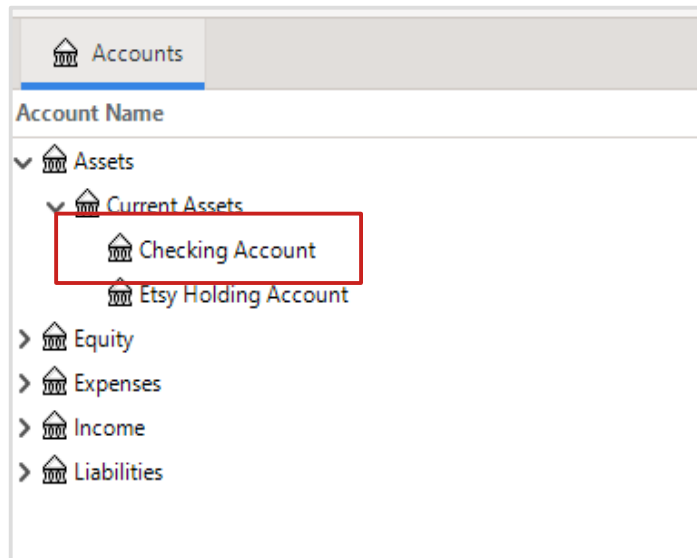 Accounts
Account Name
Assets
Current Assets
Checking Account
Etsy Holding Account
Equity
Expenses
Income
Liabilities